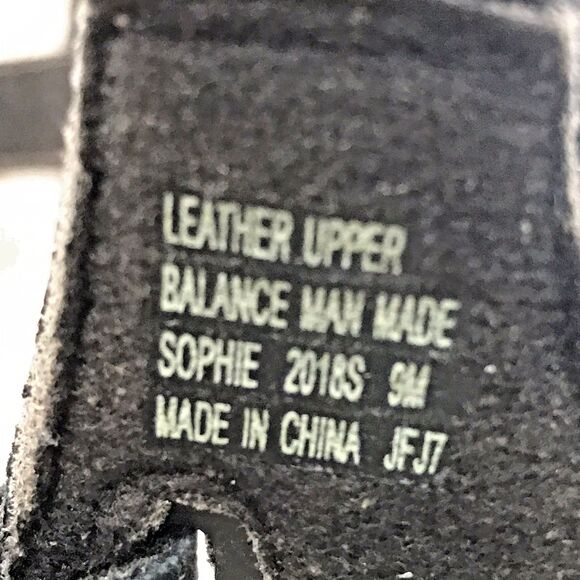 LEATHER UPPER
BALANCE MAN MADE
SOPHIE 2018S 9M
MADE IN CHINA JFJ7